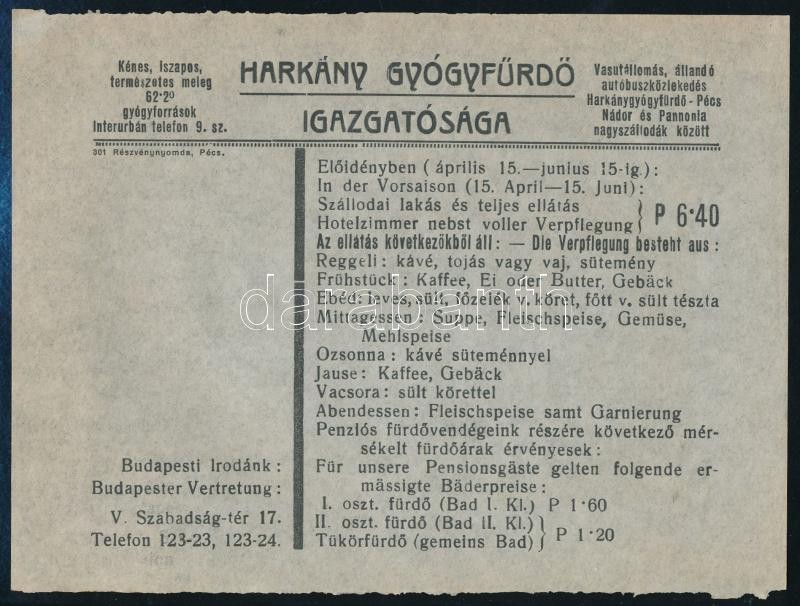 Kénes, iszapos,
természetes meleg
62·2⁰
gyógyforrások
Interurbán telefon 9. sz.
HARKÁNY GYÓGYFÜRDŐ
IGAZGATÓSÁGA
Vasutállomás, állandó
autóbuszközlekedés
Harkánygyógyfürdő - Pécs
Nádor és Pannonia
nagyszállodák között
301 Részvénynyomda, Pécs.
Előidényben (április 15.—junius 15-ig.):
In der Vorsaison (15. April—15. Juni):
Szállodai lakás és teljes ellátás
Hotelzimmer nebst voller Verpflegung
P 6·40
Az ellátás következőkből áll: — Die Verpflegung besteht aus:
Reggeli: kávé, tojás vagy vaj, sütemény
Frühstück: Kaffee, Ei oder Butter, Gebäck
Ebéd: leves, sült, főzelék v. köret, főtt v. sült tészta
Mittagessen: Suppe, Fleischspeise, Gemüse,
Mehlspeise
Ozsonna: kávé süteménnyel
Jause: Kaffee, Gebäck
Vacsora: sült körettel
Abendessen: Fleischspeise samt Garnierung
Penziós fürdővendégeink részére következő mér-
sékelt fürdőárak érvényesek:
Für unsere Pensionsgäste gelten folgende er-
mässigte Bäderpreise:
I. oszt. fürdő (Bad I. Kl.) P 1·60
II. oszt. fürdő (Bad II. Kl.)
Tükörfürdő (gemeins Bad)
P 1·20
Budapesti Irodánk:
Budapester Vertretung:
V. Szabadság-tér 17.
Telefon 123-23, 123-24.
darabanth